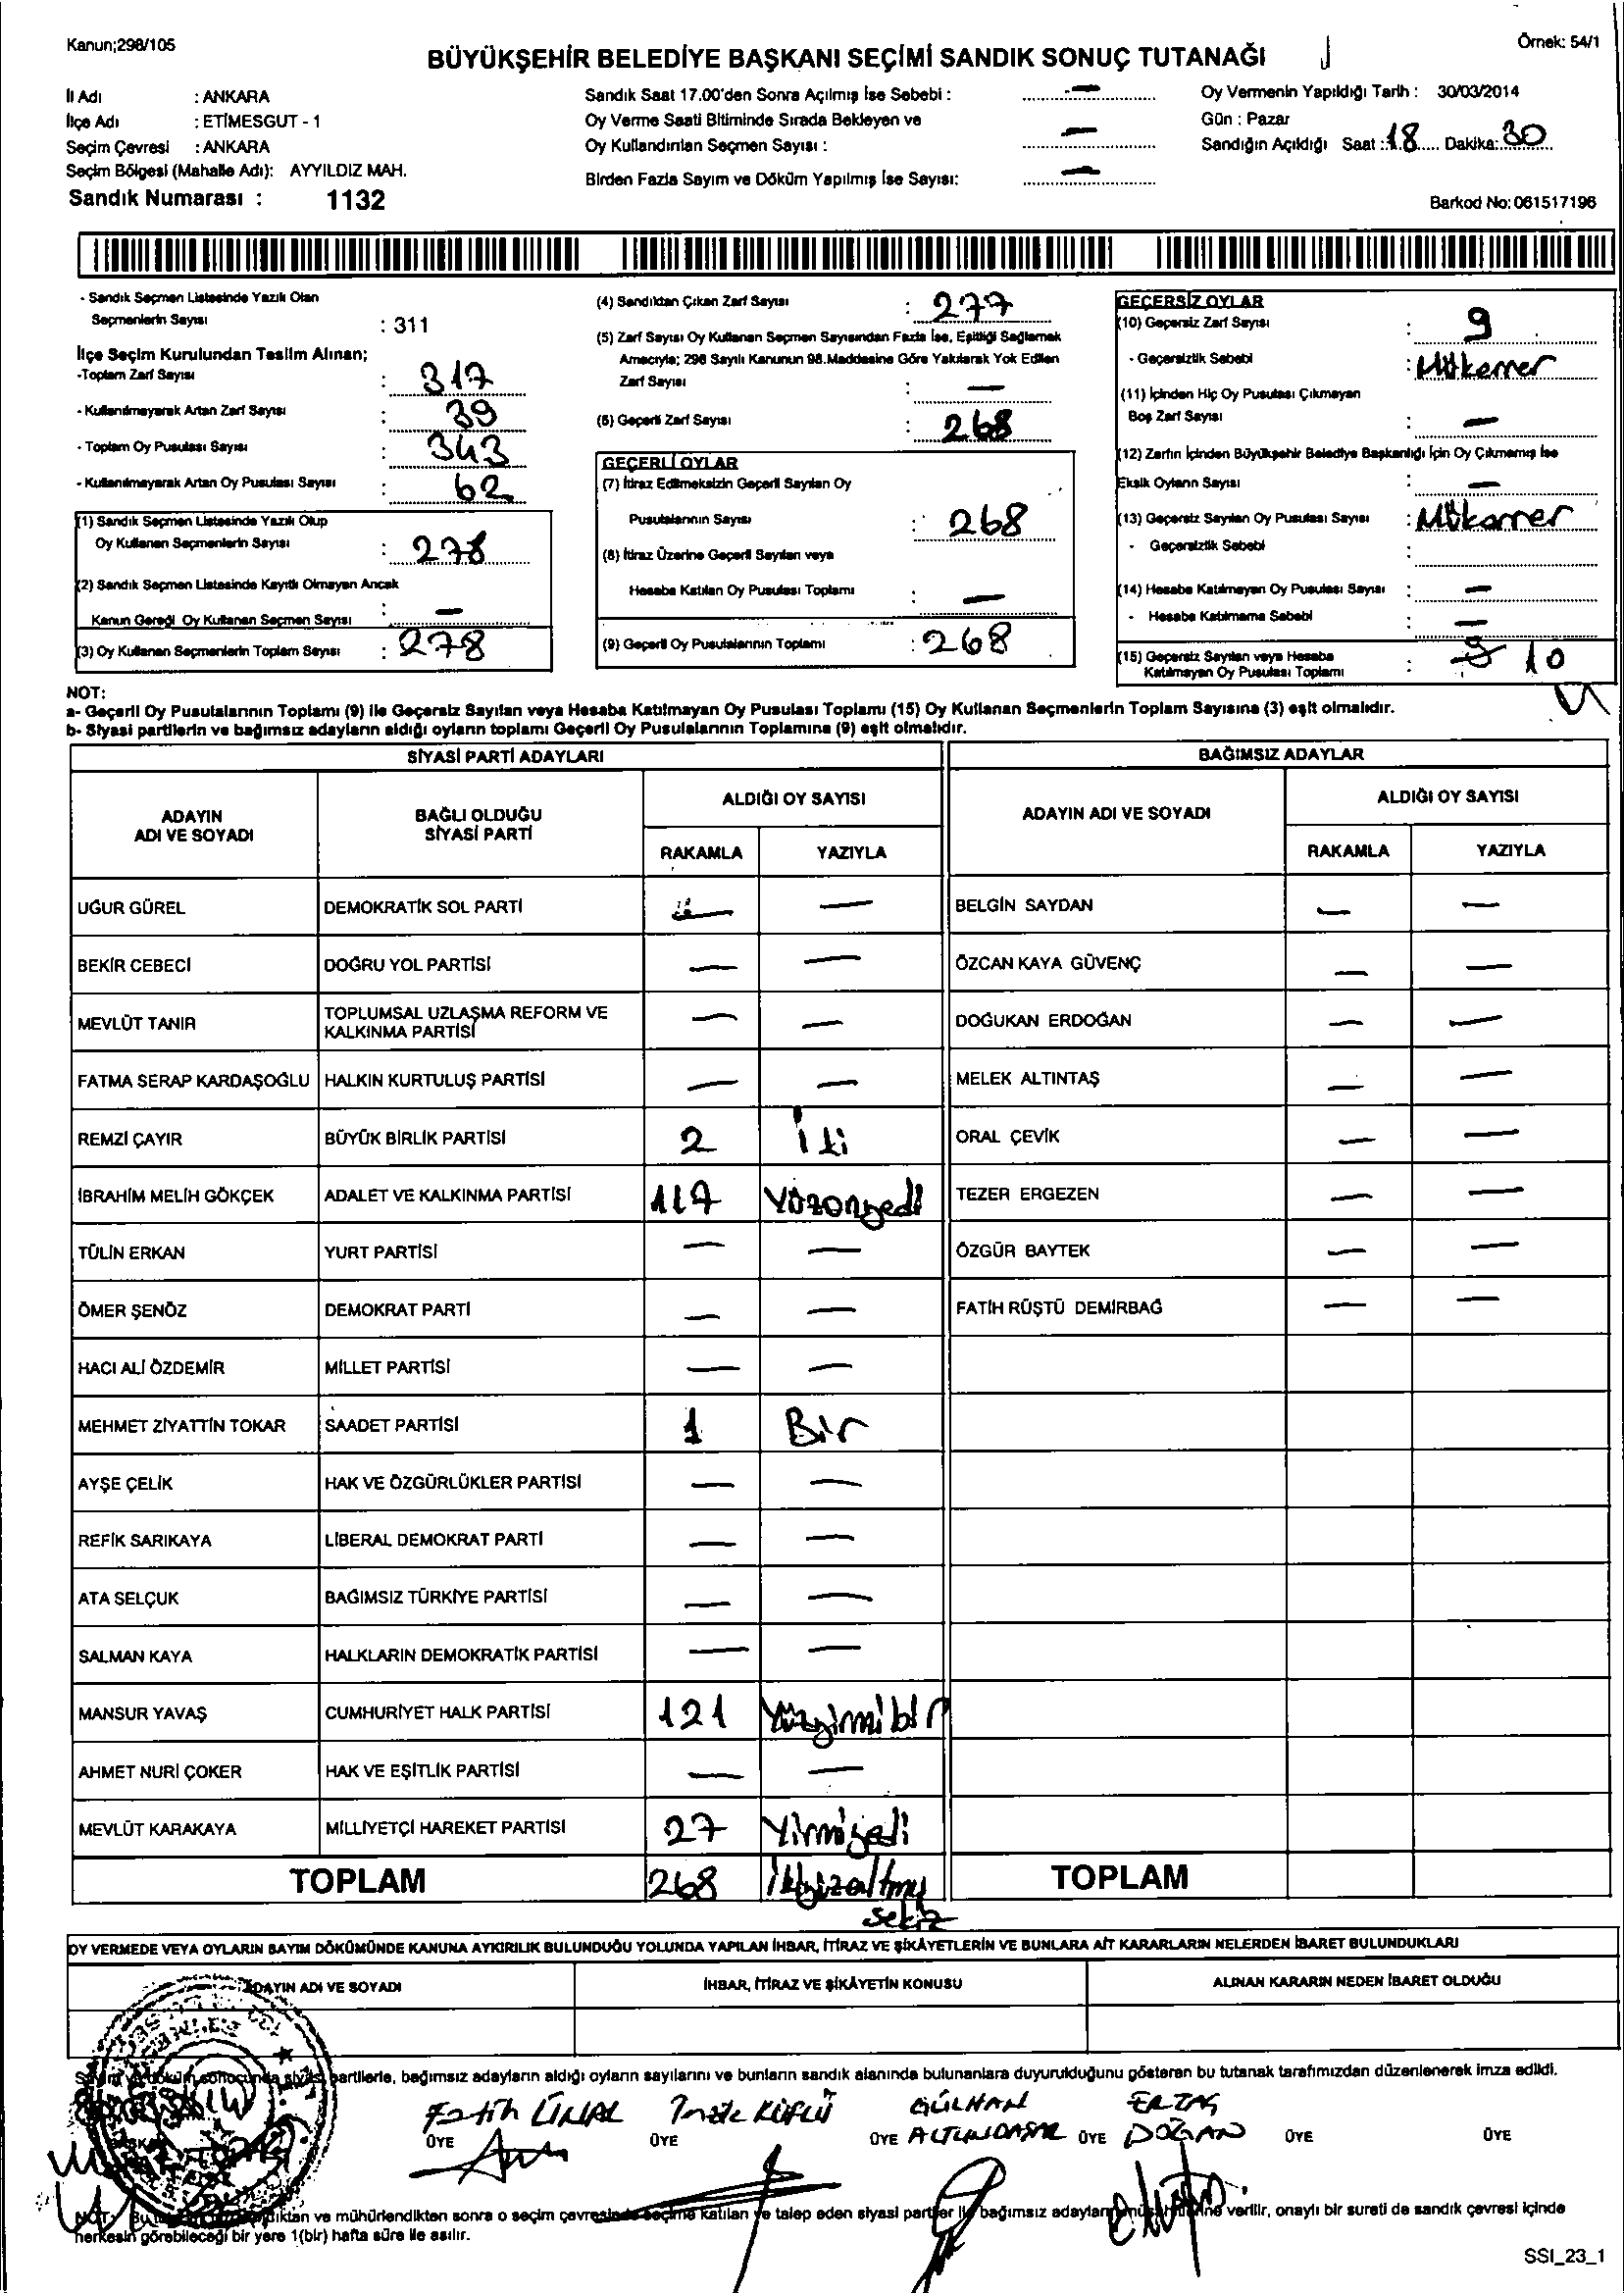 Kanun;298/105
Örnek: 54/1
BÜYÜKŞEHİR BELEDİYE BAŞKANI SEÇİMİ SANDIK SONUÇ TUTANAĞI
İl Adı : ANKARA
İlçe Adı : ETİMESGUT - 1
Seçim Çevresi : ANKARA
Seçim Bölgesi (Mahalle Adı): AYYILDIZ MAH.
Sandık Numarası : 1132
Sandık Saat 17.00'den Sonra Açılmış İse Sebebi : —
Oy Verme Saati Bitiminde Sırada Bekleyen ve
Oy Kullandırılan Seçmen Sayısı : —
Birden Fazla Sayım ve Döküm Yapılmış İse Sayısı: —
Oy Vermenin Yapıldığı Tarih : 30/03/2014
Gün : Pazar
Sandığın Açıldığı Saat : 18 Dakika: 30
Barkod No: 061517196
- Sandık Seçmen Listesinde Yazılı Olan
Seçmenlerin Sayısı : 311
İlçe Seçim Kurulundan Teslim Alınan;
-Toplam Zarf Sayısı : 317
- Kullanılmayarak Artan Zarf Sayısı : 39
- Toplam Oy Pusulası Sayısı : 343
- Kullanılmayarak Artan Oy Pusulası Sayısı : 62
(1) Sandık Seçmen Listesinde Yazılı Olup
Oy Kullanan Seçmenlerin Sayısı : 278
(2) Sandık Seçmen Listesinde Kayıtlı Olmayan Ancak
Kanun Gereği Oy Kullanan Seçmen Sayısı : —
(3) Oy Kullanan Seçmenlerin Toplam Sayısı : 278
(4) Sandıktan Çıkan Zarf Sayısı : 277
(5) Zarf Sayısı Oy Kullanan Seçmen Sayısından Fazla İse, Eşitliği Sağlamak
Amacıyla; 298 Sayılı Kanunun 98.Maddesine Göre Yakılarak Yok Edilen
Zarf Sayısı : —
(6) Geçerli Zarf Sayısı : 268
GEÇERLİ OYLAR
(7) İtiraz Edilmeksizin Geçerli Sayılan Oy
Pusulalarının Sayısı : 268
(8) İtiraz Üzerine Geçerli Sayılan veya
Hesaba Katılan Oy Pusulası Toplamı : —
(9) Geçerli Oy Pusulalarının Toplamı : 268
GEÇERSİZ OYLAR
(10) Geçersiz Zarf Sayısı : 9
- Geçersizlik Sebebi : Mükerrer
(11) İçinden Hiç Oy Pusulası Çıkmayan
Boş Zarf Sayısı : —
(12) Zarfın İçinden Büyükşehir Belediye Başkanlığı İçin Oy Çıkmamış İse
Eksik Oyların Sayısı : —
(13) Geçersiz Sayılan Oy Pusulası Sayısı : Mükerrer
- Geçersizlik Sebebi :
(14) Hesaba Katılmayan Oy Pusulası Sayısı : —
- Hesaba Katılmama Sebebi : —
(15) Geçersiz Sayılan veya Hesaba
Katılmayan Oy Pusulası Toplamı : 9 10
NOT:
a- Geçerli Oy Pusulalarının Toplamı (9) ile Geçersiz Sayılan veya Hesaba Katılmayan Oy Pusulası Toplamı (15) Oy Kullanan Seçmenlerin Toplam Sayısına (3) eşit olmalıdır.
b- Siyasi partilerin ve bağımsız adayların aldığı oyların toplamı Geçerli Oy Pusulalarının Toplamına (9) eşit olmalıdır.
SİYASİ PARTİ ADAYLARI
ADAYIN ADI VE SOYADI
BAĞLI OLDUĞU SİYASİ PARTİ
ALDIĞI OY SAYISI
RAKAMLA YAZIYLA
UĞUR GÜREL DEMOKRATİK SOL PARTİ — —
BEKİR CEBECİ DOĞRU YOL PARTİSİ — —
MEVLÜT TANIR TOPLUMSAL UZLAŞMA REFORM VE KALKINMA PARTİSİ — —
FATMA SERAP KARDAŞOĞLU HALKIN KURTULUŞ PARTİSİ — —
REMZİ ÇAYIR BÜYÜK BİRLİK PARTİSİ 2 İki
İBRAHİM MELİH GÖKÇEK ADALET VE KALKINMA PARTİSİ 117 Yüzonyedi
TÜLİN ERKAN YURT PARTİSİ — —
ÖMER ŞENÖZ DEMOKRAT PARTİ — —
HACI ALİ ÖZDEMİR MİLLET PARTİSİ — —
MEHMET ZİYATTİN TOKAR SAADET PARTİSİ 1 Bir
AYŞE ÇELİK HAK VE ÖZGÜRLÜKLER PARTİSİ — —
REFİK SARIKAYA LİBERAL DEMOKRAT PARTİ — —
ATA SELÇUK BAĞIMSIZ TÜRKİYE PARTİSİ — —
SALMAN KAYA HALKLARIN DEMOKRATİK PARTİSİ — —
MANSUR YAVAŞ CUMHURİYET HALK PARTİSİ 121 Yüzyirmibir
AHMET NURİ ÇOKER HAK VE EŞİTLİK PARTİSİ — —
MEVLÜT KARAKAYA MİLLİYETÇİ HAREKET PARTİSİ 27 Yirmiyedi
TOPLAM 268 İkiyüzaltmış sekiz
BAĞIMSIZ ADAYLAR
ADAYIN ADI VE SOYADI
ALDIĞI OY SAYISI
RAKAMLA YAZIYLA
BELGİN SAYDAN — —
ÖZCAN KAYA GÜVENÇ — —
DOĞUKAN ERDOĞAN — —
MELEK ALTINTAŞ — —
ORAL ÇEVİK — —
TEZER ERGEZEN — —
ÖZGÜR BAYTEK — —
FATİH RÜŞTÜ DEMİRBAĞ — —
TOPLAM
OY VERMEDE VEYA OYLARIN SAYIM DÖKÜMÜNDE KANUNA AYKIRILIK BULUNDUĞU YOLUNDA YAPILAN İHBAR, İTİRAZ VE ŞİKÂYETLERİN VE BUNLARA AİT KARARLARIN NELERDEN İBARET BULUNDUKLARI
ADAYIN ADI VE SOYADI
İHBAR, İTİRAZ VE ŞİKÂYETİN KONUSU
ALINAN KARARIN NEDEN İBARET OLDUĞU
Sayım ve döküm sonucunda siyasi partilerle, bağımsız adayların aldığı oyların sayılarını ve bunların sandık alanında bulunanlara duyurulduğunu gösteren bu tutanak tarafımızdan düzenlenerek imza edildi.
Fatih ÜNAL
GÜLHAN ALTUNDAŞAR
ERTAŞ DOĞAN
ÜYE ÜYE ÜYE ÜYE ÜYE ÜYE
NOT: Bu ve mühürlendikten sonra o seçim çevresinde seçime katılan ve talep eden siyasi partiler ile bağımsız adayların verilir, onaylı bir sureti de sandık çevresi içinde
herkesin görebileceği bir yere 1(bir) hafta süre ile asılır.
SSI_23_1